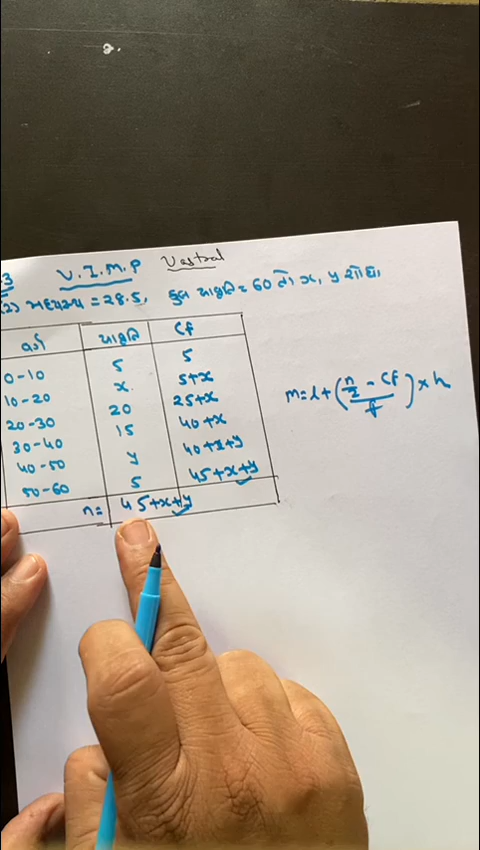 3 V.I.M.P Vastral
(2) મધ્યસ્થ = 28.5, કુલ આવૃતિ = 60 તો x, y શોધો.
વર્ગ આવૃતિ Cf
0-10 5 5
10-20 x 5+x
20-30 20 25+x
30-40 15 40+x
40-50 y 40+x+y
50-60 5 45+x+y
n= 45+x+y
m=l+(n/2-cf/f)×h